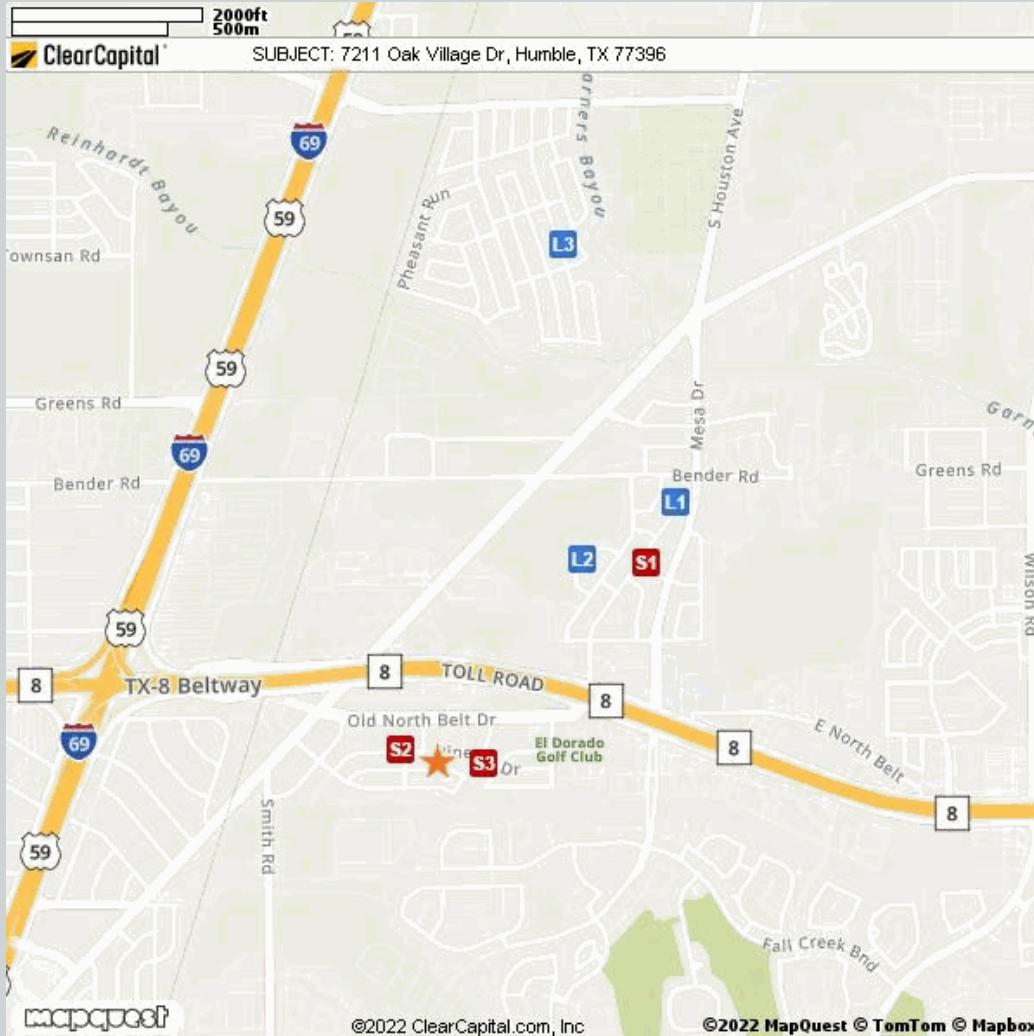 2000ft
500m
ClearCapital
SUBJECT: 7211 Oak Village Dr, Humble, TX 77396
Reinhardt Bayou
69
59
arners Bayou
S Houston Ave
Pheasant Run
L3
ownsan Rd
59
Greens Rd
Mesa Dr
Garn
69
Bender Rd
Bender Rd
Greens Rd
L1
L2
S1
Wilson Rd
59
8
TX-8 Beltway
8
TOLL ROAD
8
Old North Belt Dr
69
S2
Pine
S3
Dr
El Dorado
Golf Club
8
E North Belt
Smith Rd
8
59
Fall Creek Bnd
mapquest
©2022 ClearCapital.com, Inc
©2022 MapQuest © TomTom © Mapbox